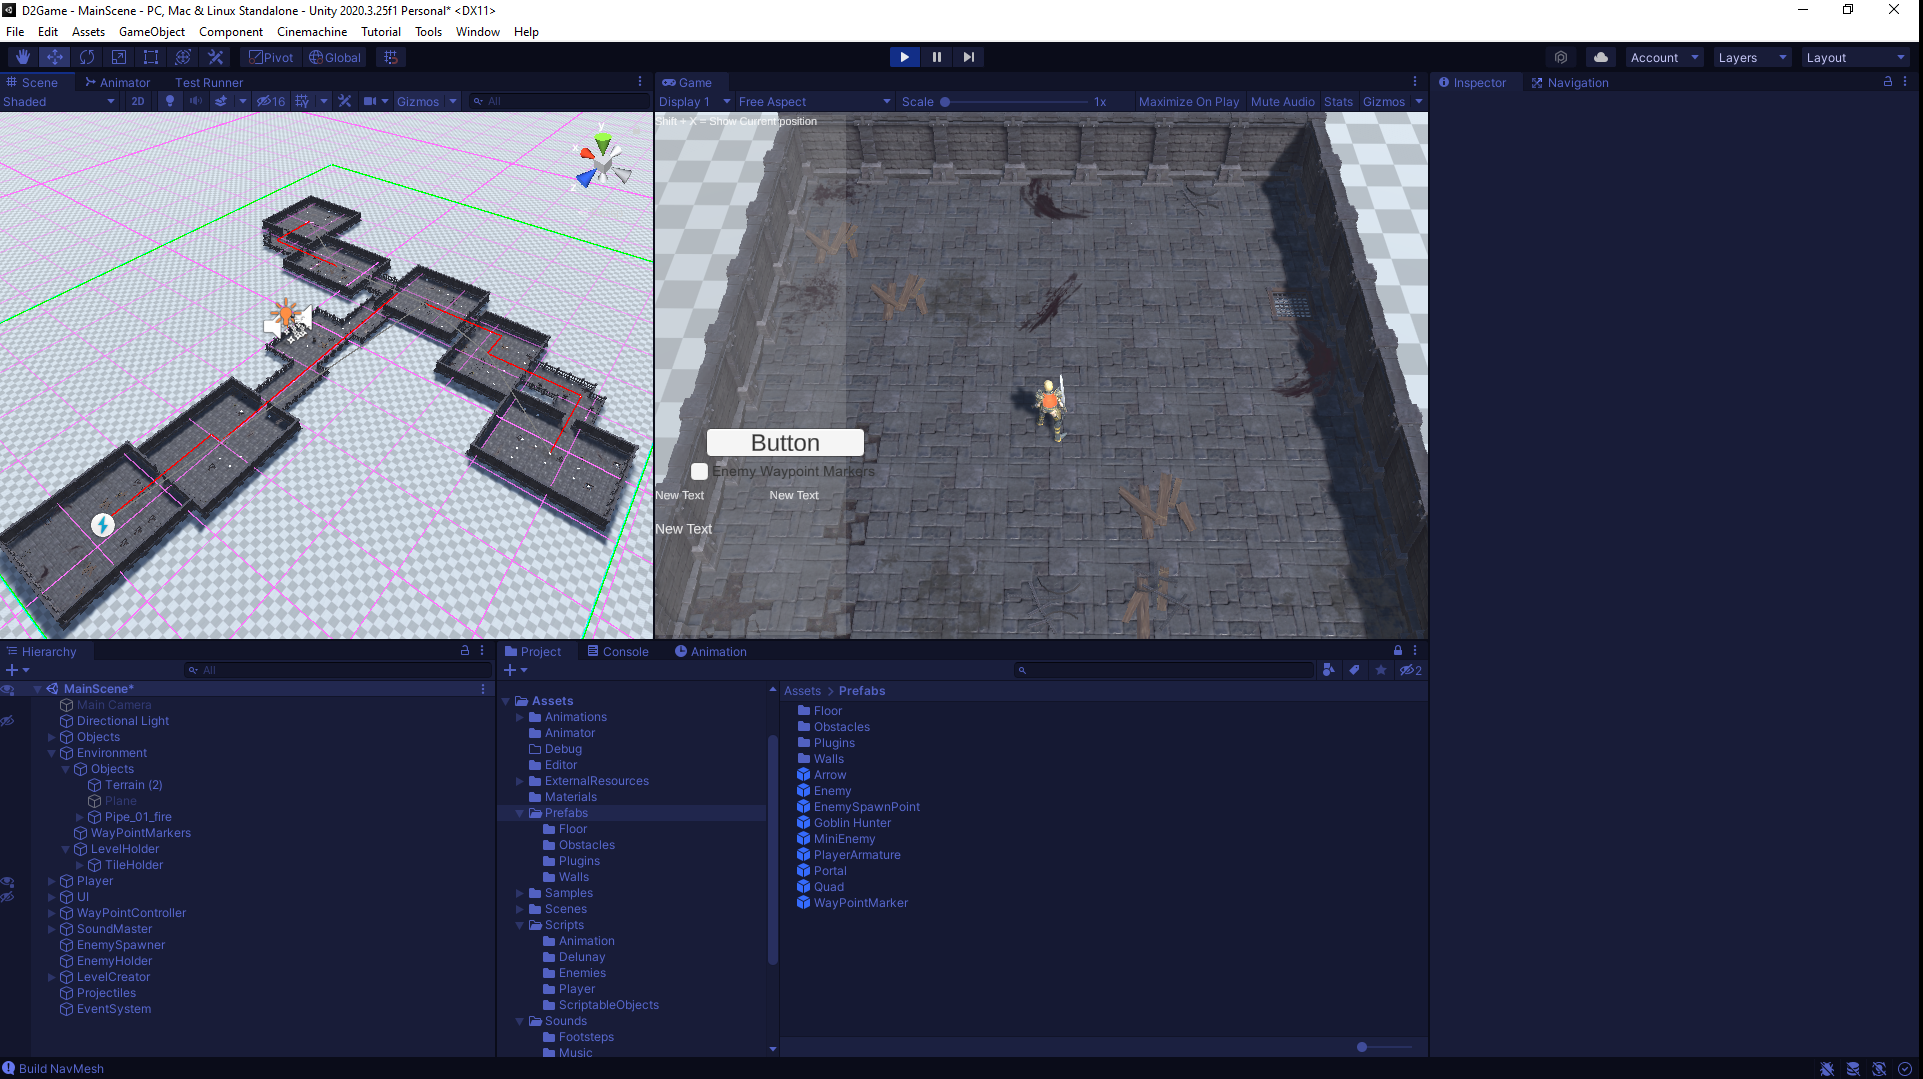 D2Game - MainScene - PC, Mac & Linux Standalone - Unity 2020.3.25f1 Personal* <DX11>
File Edit Assets GameObject Component Cinemachine Tutorial Tools Window Help
Pivot Global Account Layers Layout
Scene Animator Test Runner
Shaded 2D 16 Gizmos All
Game
Display 1 Free Aspect Scale 1x Maximize On Play Mute Audio Stats Gizmos
Inspector Navigation
y
x
z
Shift + X = Show Current position
Button
Enemy Waypoint Markers
New Text New Text
New Text
Hierarchy
All
MainScene*
Main Camera
Directional Light
Objects
Environment
Objects
Terrain (2)
Plane
Pipe_01_fire
WayPointMarkers
LevelHolder
TileHolder
Player
UI
WayPointController
SoundMaster
EnemySpawner
EnemyHolder
LevelCreator
Projectiles
EventSystem
Project Console Animation
2
Assets
Animations
Animator
Debug
Editor
ExternalResources
Materials
Prefabs
Floor
Obstacles
Plugins
Walls
Samples
Scenes
Scripts
Animation
Delunay
Enemies
Player
ScriptableObjects
Sounds
Footsteps
Music
Assets > Prefabs
Floor
Obstacles
Plugins
Walls
Arrow
Enemy
EnemySpawnPoint
Goblin Hunter
MiniEnemy
PlayerArmature
Portal
Quad
WayPointMarker
Build NavMesh